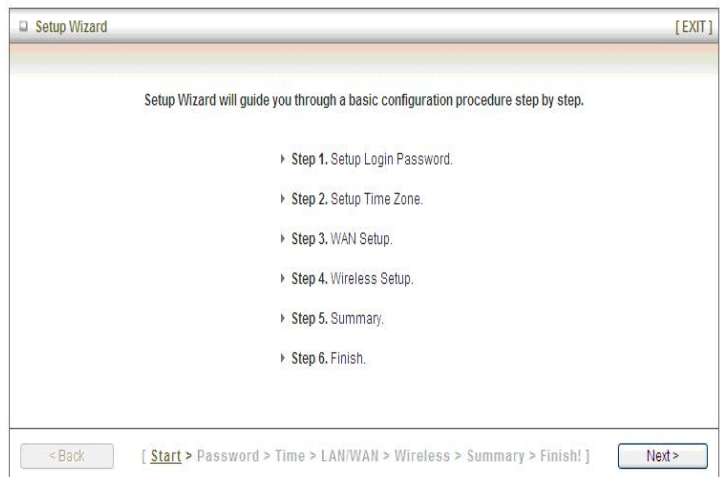 Setup Wizard [ EXIT ]
Setup Wizard will guide you through a basic configuration procedure step by step.
Step 1. Setup Login Password.
Step 2. Setup Time Zone.
Step 3. WAN Setup.
Step 4. Wireless Setup.
Step 5. Summary.
Step 6. Finish.
< Back [ Start > Password > Time > LAN/WAN > Wireless > Summary > Finish! ] Next >